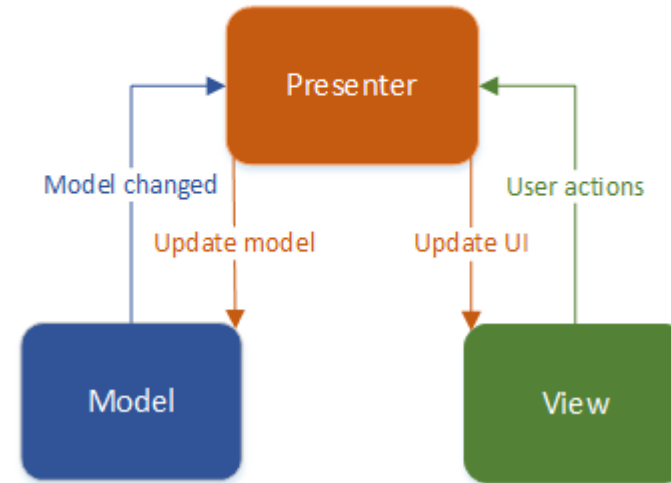 Presenter
Model changed
User actions
Update model
Update UI
Model
View